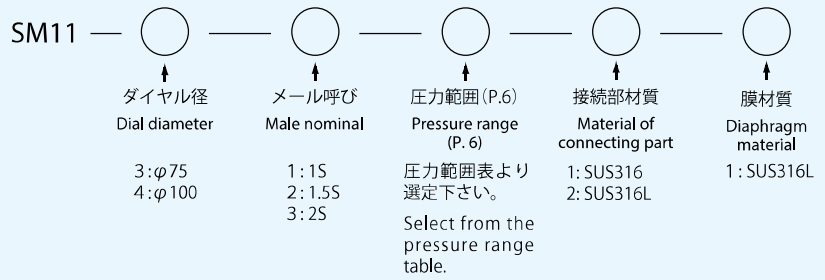 SM11
ダイヤル径
Dial diameter
3:φ75
4:φ100
メール呼び
Male nominal
1:1S
2:1.5S
3:2S
圧力範囲(P.6)
Pressure range
(P. 6)
圧力範囲表より
選定下さい。
Select from the
pressure range
table.
接続部材質
Material of
connecting part
1: SUS316
2: SUS316L
膜材質
Diaphragm
material
1: SUS316L